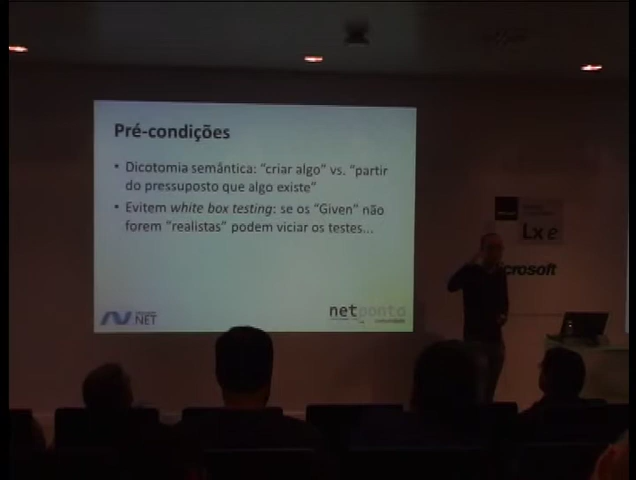 Pré-condições
• Dicotomia semântica: “criar algo” vs. “partir
do pressuposto que algo existe”
• Evitem white box testing: se os “Given” não
forem “realistas” podem viciar os testes...
NET
netponto
Lx e
crosoft